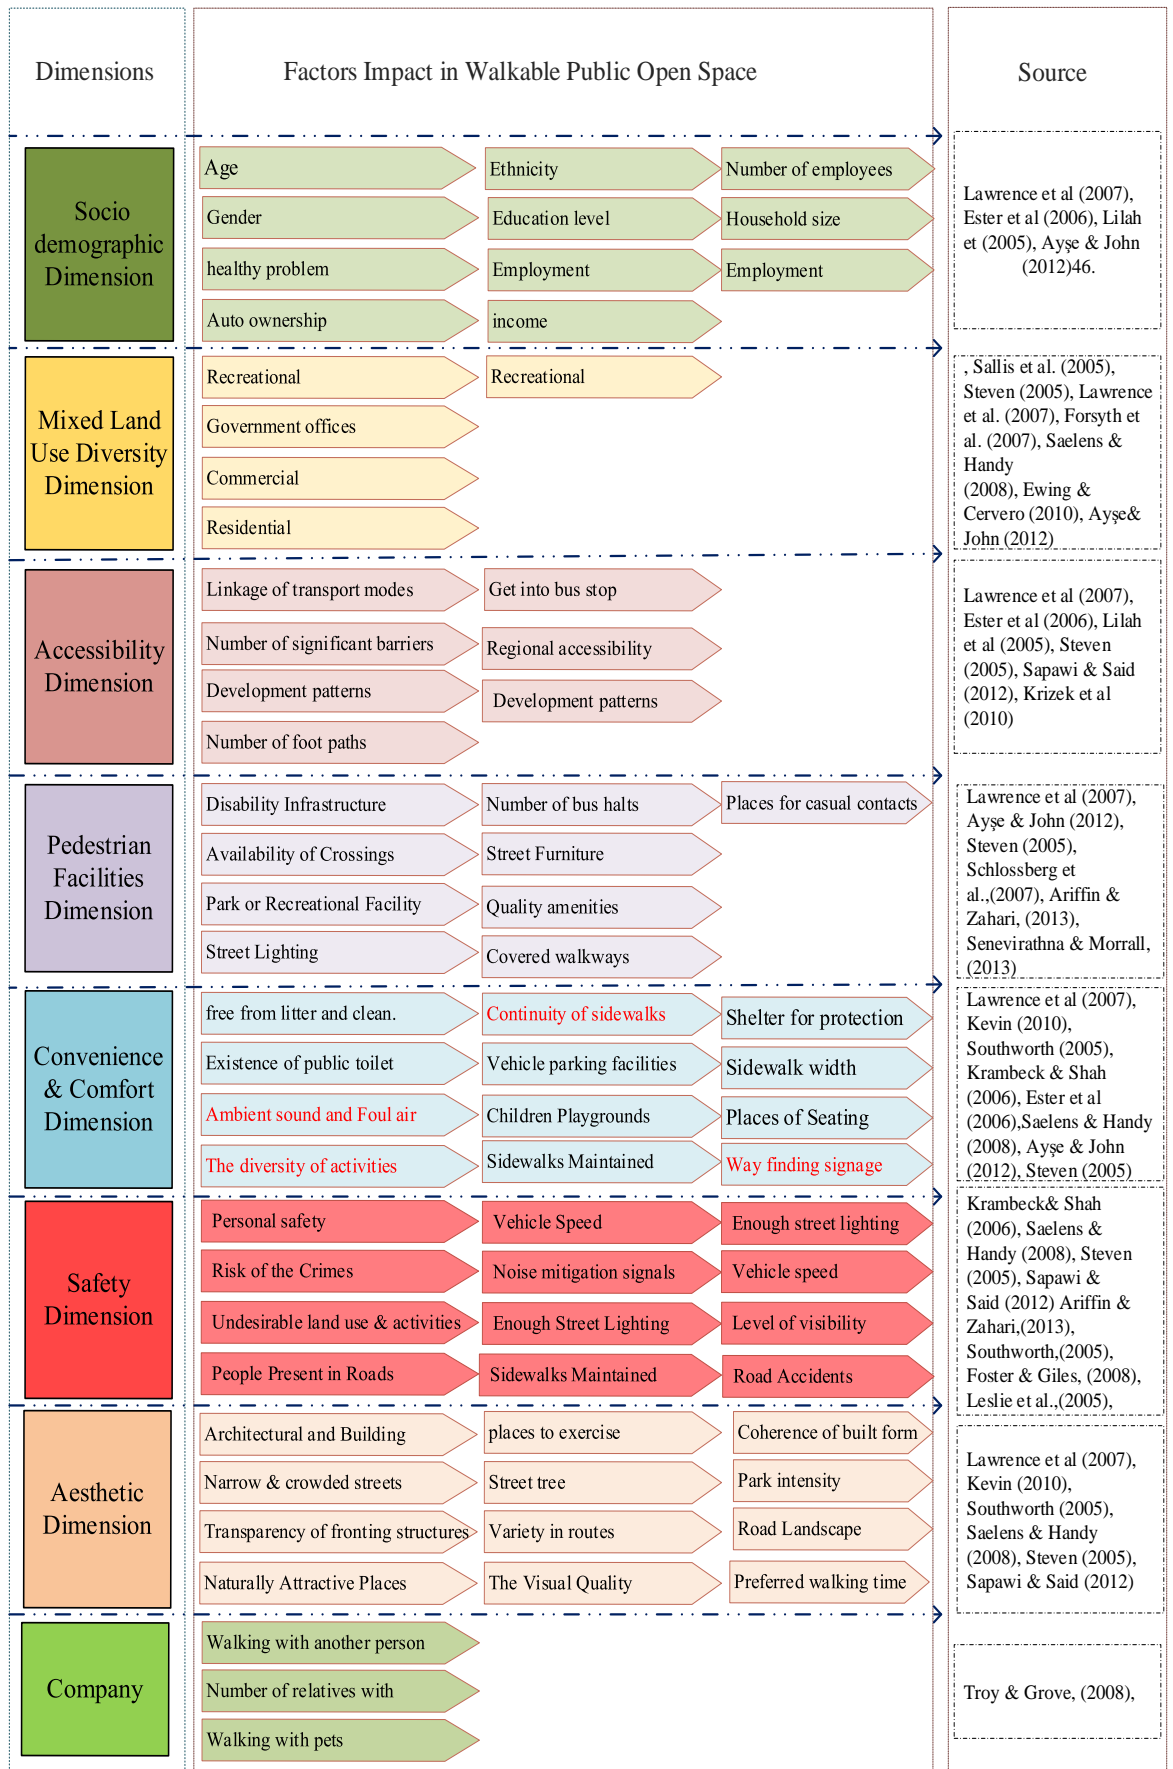 Dimensions
Factors Impact in Walkable Public Open Space
Source
Socio
demographic
Dimension
Age
Ethnicity
Number of employees
Gender
Education level
Household size
healthy problem
Employment
Employment
Auto ownership
income
Lawrence et al (2007),
Ester et al (2006), Lilah
et (2005), Ayşe & John
(2012)46.
Mixed Land
Use Diversity
Dimension
Recreational
Recreational
Government offices
Commercial
Residential
, Sallis et al. (2005),
Steven (2005), Lawrence
et al. (2007), Forsyth et
al. (2007), Saelens &
Handy
(2008), Ewing &
Cervero (2010), Ayşe&
John (2012)
Accessibility
Dimension
Linkage of transport modes
Get into bus stop
Number of significant barriers
Regional accessibility
Development patterns
Development patterns
Number of foot paths
Lawrence et al (2007),
Ester et al (2006), Lilah
et al (2005), Steven
(2005), Sapawi & Said
(2012), Krizek et al
(2010)
Pedestrian
Facilities
Dimension
Disability Infrastructure
Number of bus halts
Places for casual contacts
Availability of Crossings
Street Furniture
Park or Recreational Facility
Quality amenities
Street Lighting
Covered walkways
Lawrence et al (2007),
Ayşe & John (2012),
Steven (2005),
Schlossberg et
al.,(2007), Ariffin &
Zahari, (2013),
Senevirathna & Morrall,
(2013)
Convenience
& Comfort
Dimension
free from litter and clean.
Continuity of sidewalks
Shelter for protection
Existence of public toilet
Vehicle parking facilities
Sidewalk width
Ambient sound and Foul air
Children Playgrounds
Places of Seating
The diversity of activities
Sidewalks Maintained
Way finding signage
Lawrence et al (2007),
Kevin (2010),
Southworth (2005),
Krambeck & Shah
(2006), Ester et al
(2006),Saelens & Handy
(2008), Ayşe & John
(2012), Steven (2005)
Safety
Dimension
Personal safety
Vehicle Speed
Enough street lighting
Risk of the Crimes
Noise mitigation signals
Vehicle speed
Undesirable land use & activities
Enough Street Lighting
Level of visibility
People Present in Roads
Sidewalks Maintained
Road Accidents
Krambeck& Shah
(2006), Saelens &
Handy (2008), Steven
(2005), Sapawi &
Said (2012) Ariffin &
Zahari,(2013),
Southworth,(2005),
Foster & Giles, (2008),
Leslie et al.,(2005),
Aesthetic
Dimension
Architectural and Building
places to exercise
Coherence of built form
Narrow & crowded streets
Street tree
Park intensity
Transparency of fronting structures
Variety in routes
Road Landscape
Naturally Attractive Places
The Visual Quality
Preferred walking time
Lawrence et al (2007),
Kevin (2010),
Southworth (2005),
Saelens & Handy
(2008), Steven (2005),
Sapawi & Said (2012)
Company
Walking with another person
Number of relatives with
Walking with pets
Troy & Grove, (2008),